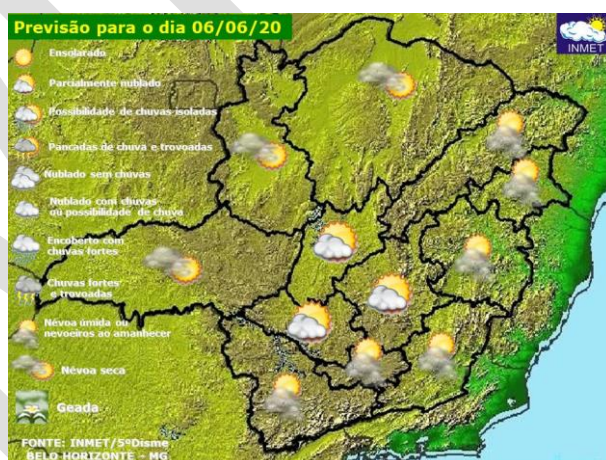 Previsão para o dia 06/06/20
INMET
Ensolarado
Parcialmente nublado
Possibilidade de chuvas isoladas
Pancadas de chuva e trovoadas
Nublado sem chuvas
Nublado com chuvas
ou possibilidade de chuva
Encoberto com
chuvas fortes
Chuvas fortes
e trovoadas
Névoa úmida ou
nevoeiros ao amanhecer
Névoa seca
Geada
FONTE: INMET/5ºDisme
BELO HORIZONTE - MG